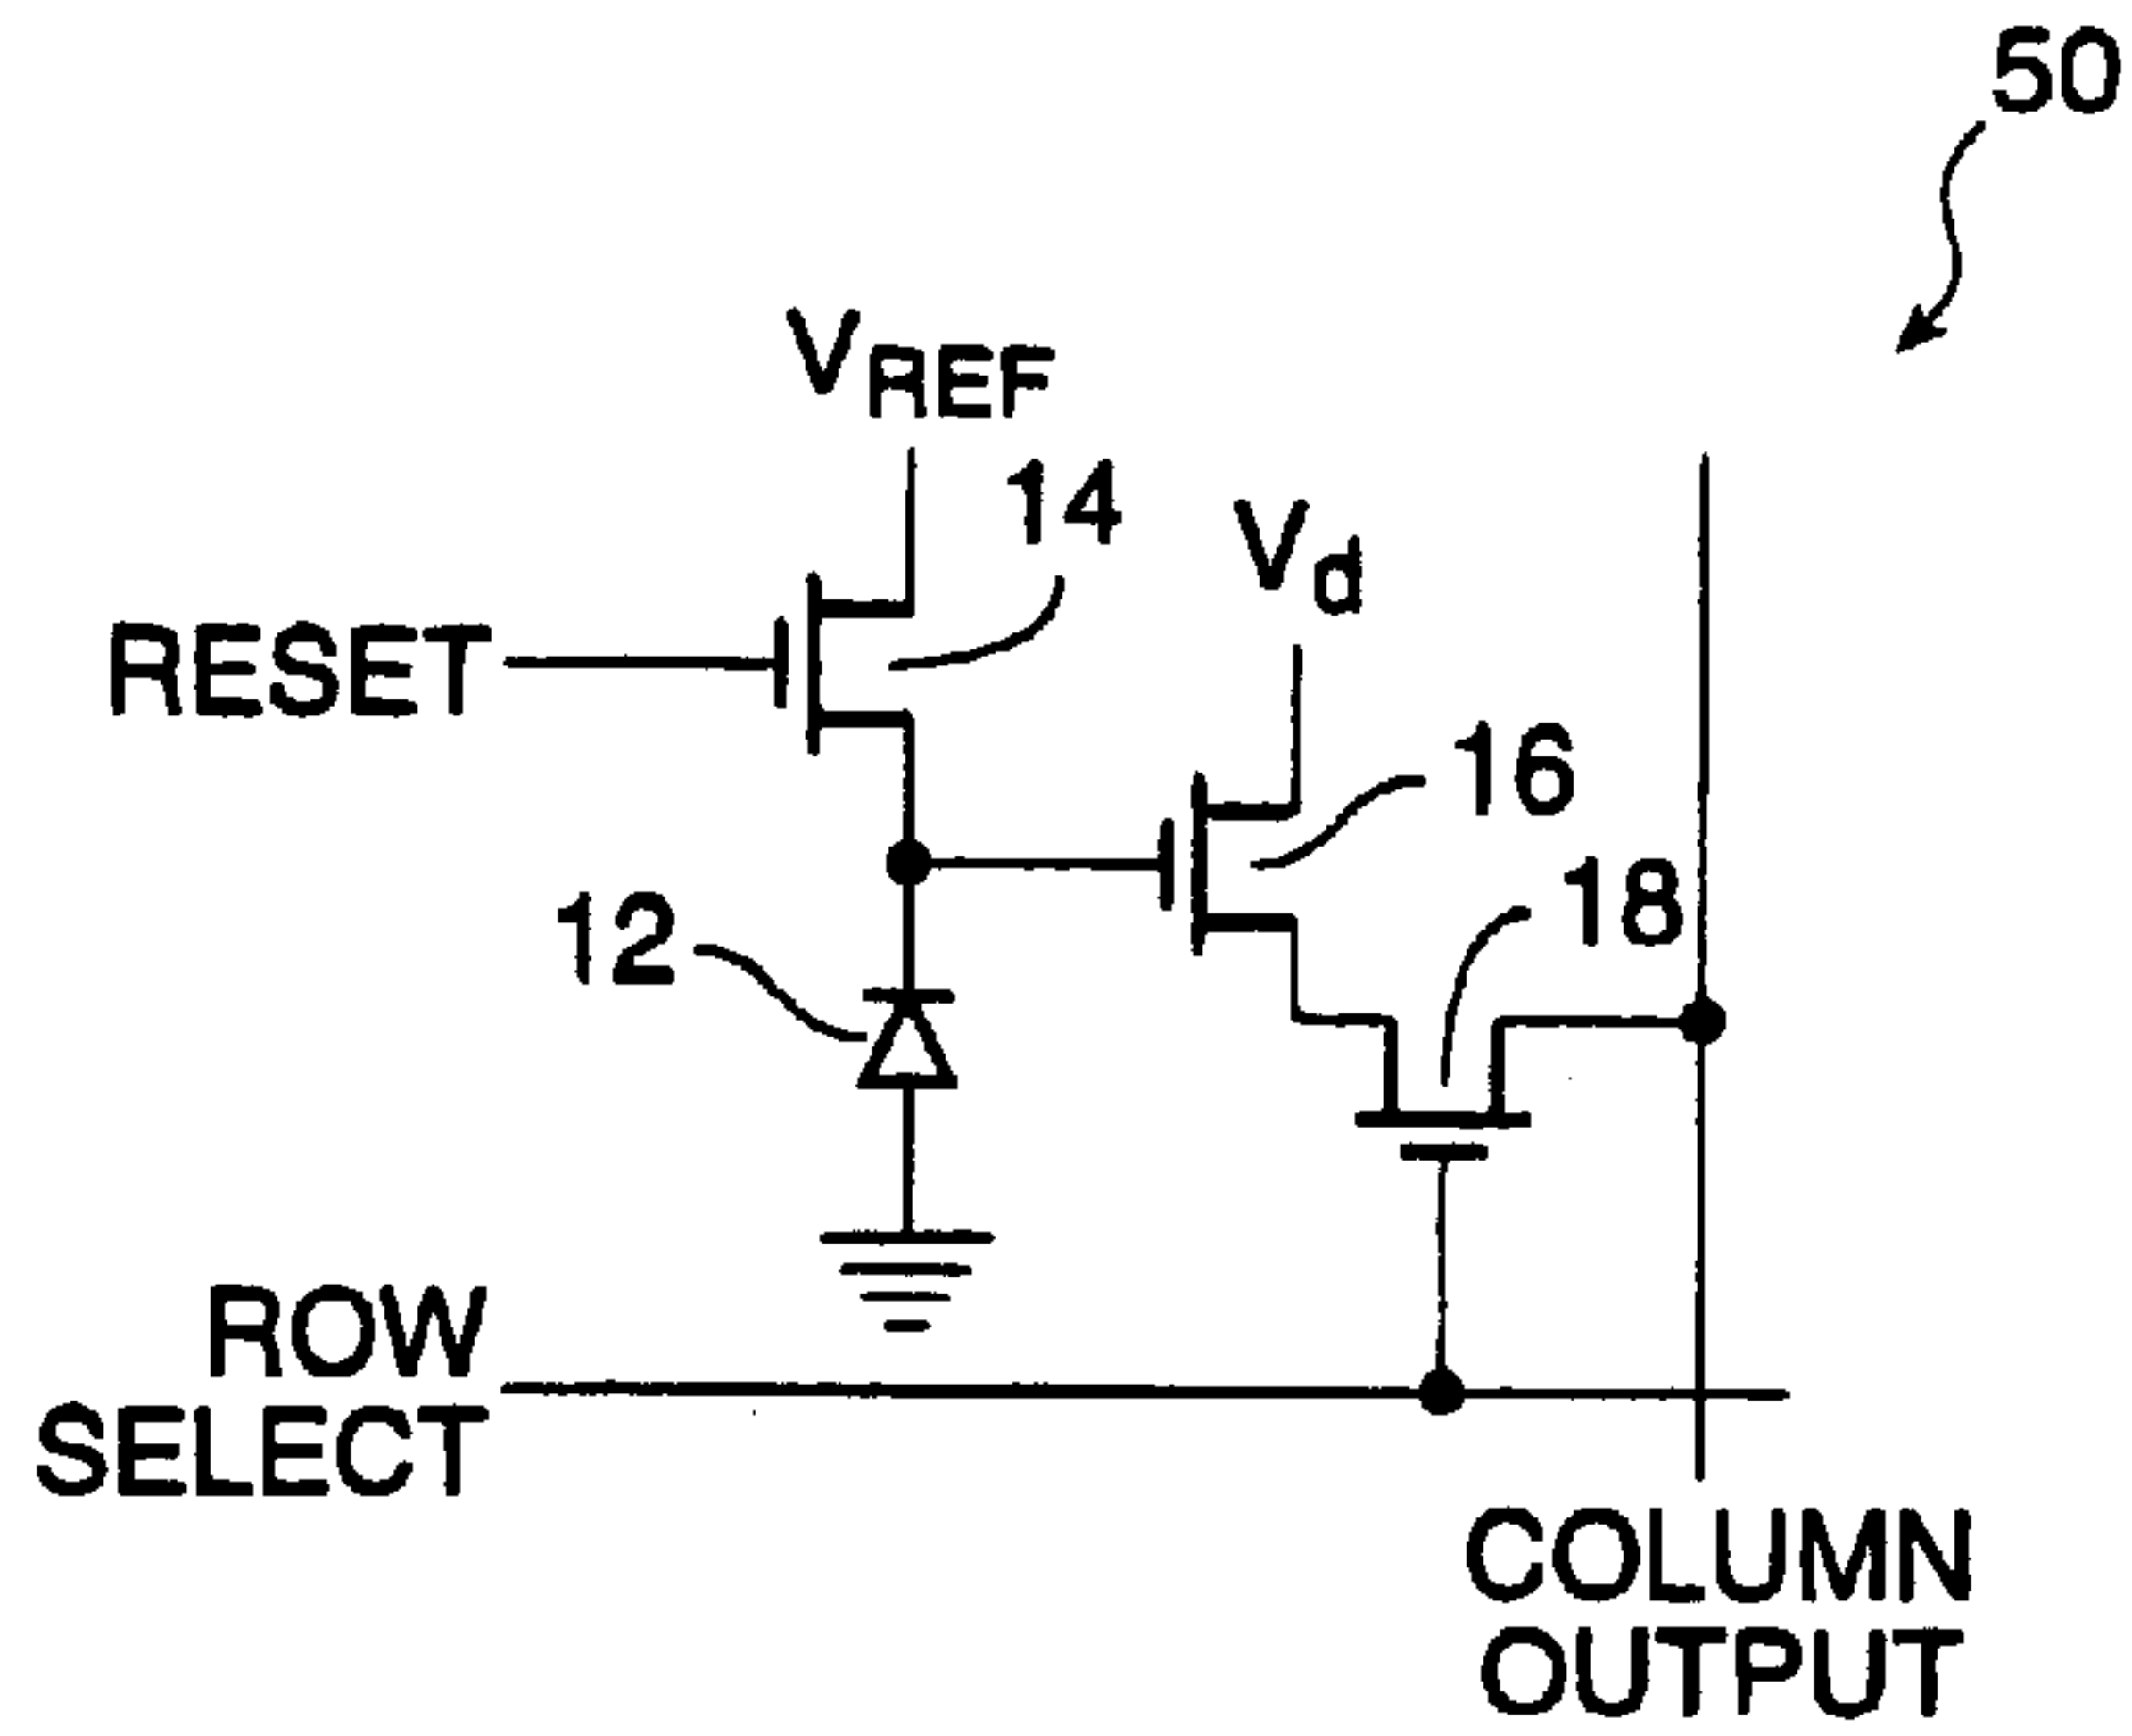 50
VREF
14
Vd
RESET
16
18
12
ROW
SELECT
COLUMN
OUTPUT